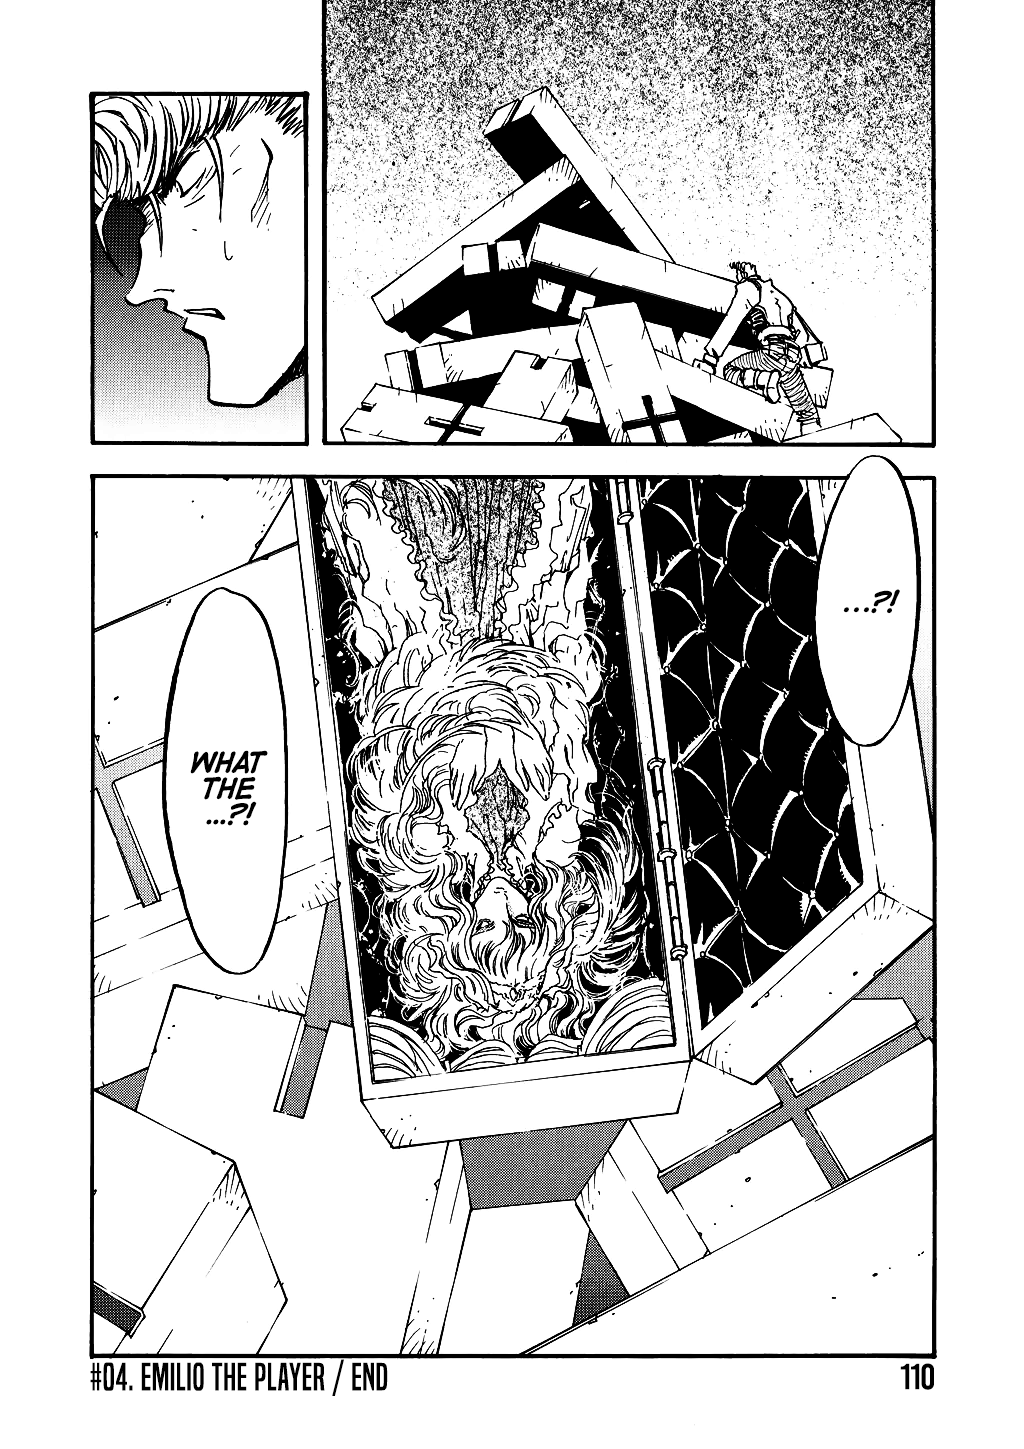 ...?!
WHAT
THE
...?!
#04. EMILIO THE PLAYER / END
110